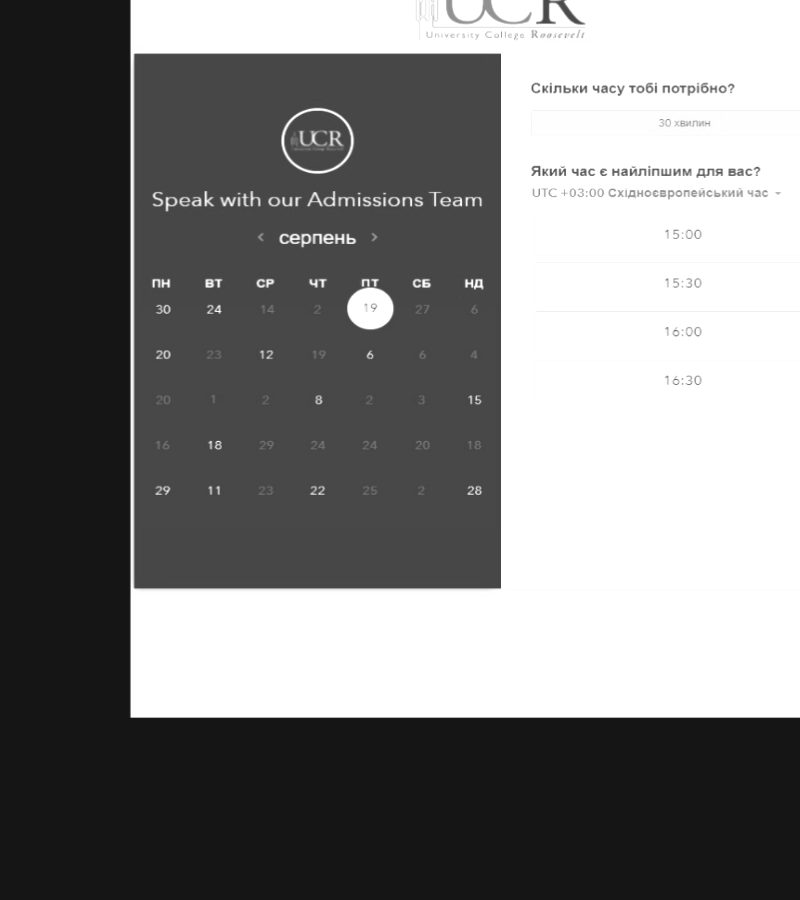 UCR
University College Roosevelt
UCR
Speak with our Admissions Team
‹ серпень ›
ПН ВТ СР ЧТ ПТ СБ НД
30 24 14 2 19 27 6
20 23 12 19 6 6 4
20 1 2 8 2 3 15
16 18 29 24 24 20 18
29 11 23 22 25 2 28
Скільки часу тобі потрібно?
30 хвилин
Який час є найліпшим для вас?
UTC +03:00 Східноєвропейський час
15:00
15:30
16:00
16:30